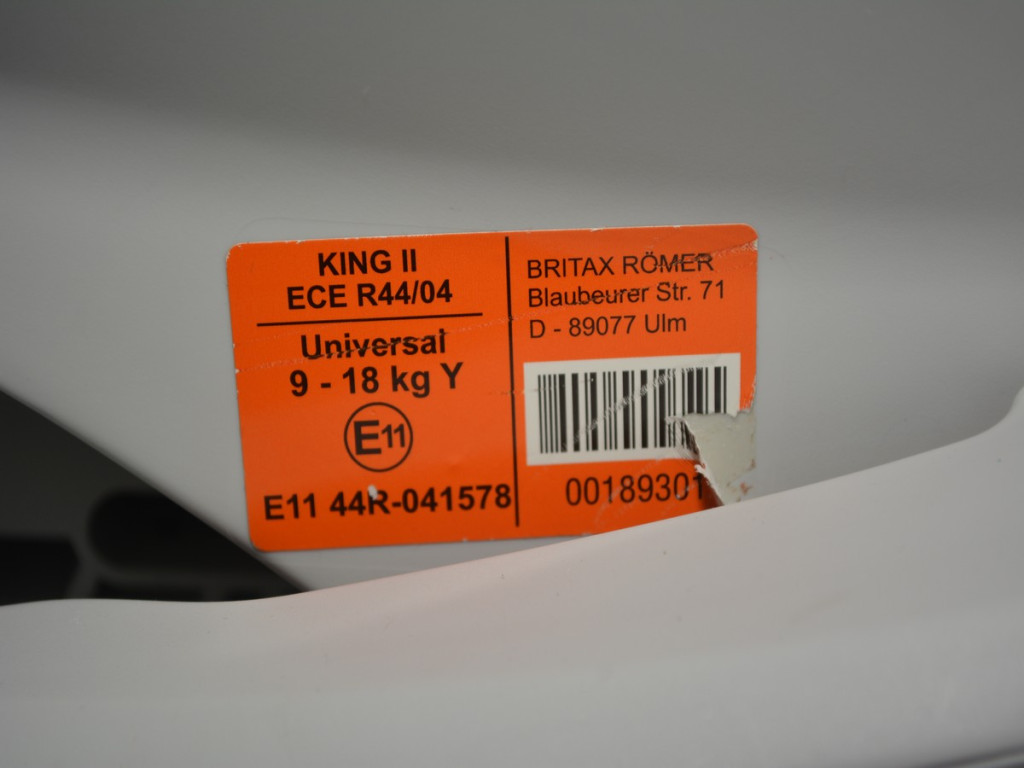 KING II
ECE R44/04
Universal
9 - 18 kg Y
E11
E11 44R-041578
BRITAX RÖMER
Blaubeurer Str. 71
D - 89077 Ulm